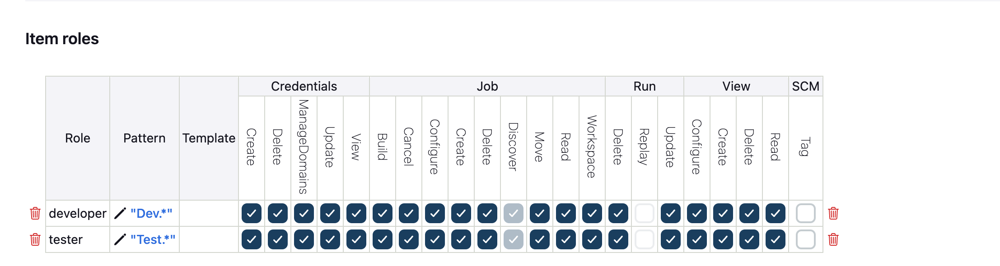 Item roles
Credentials Job Run View SCM
Role Pattern Template Create Delete ManageDomains Update View Build Cancel Configure Create Delete Discover Move Read Workspace Delete Replay Update Configure Create Delete Read Tag
developer "Dev.*"
tester "Test.*"